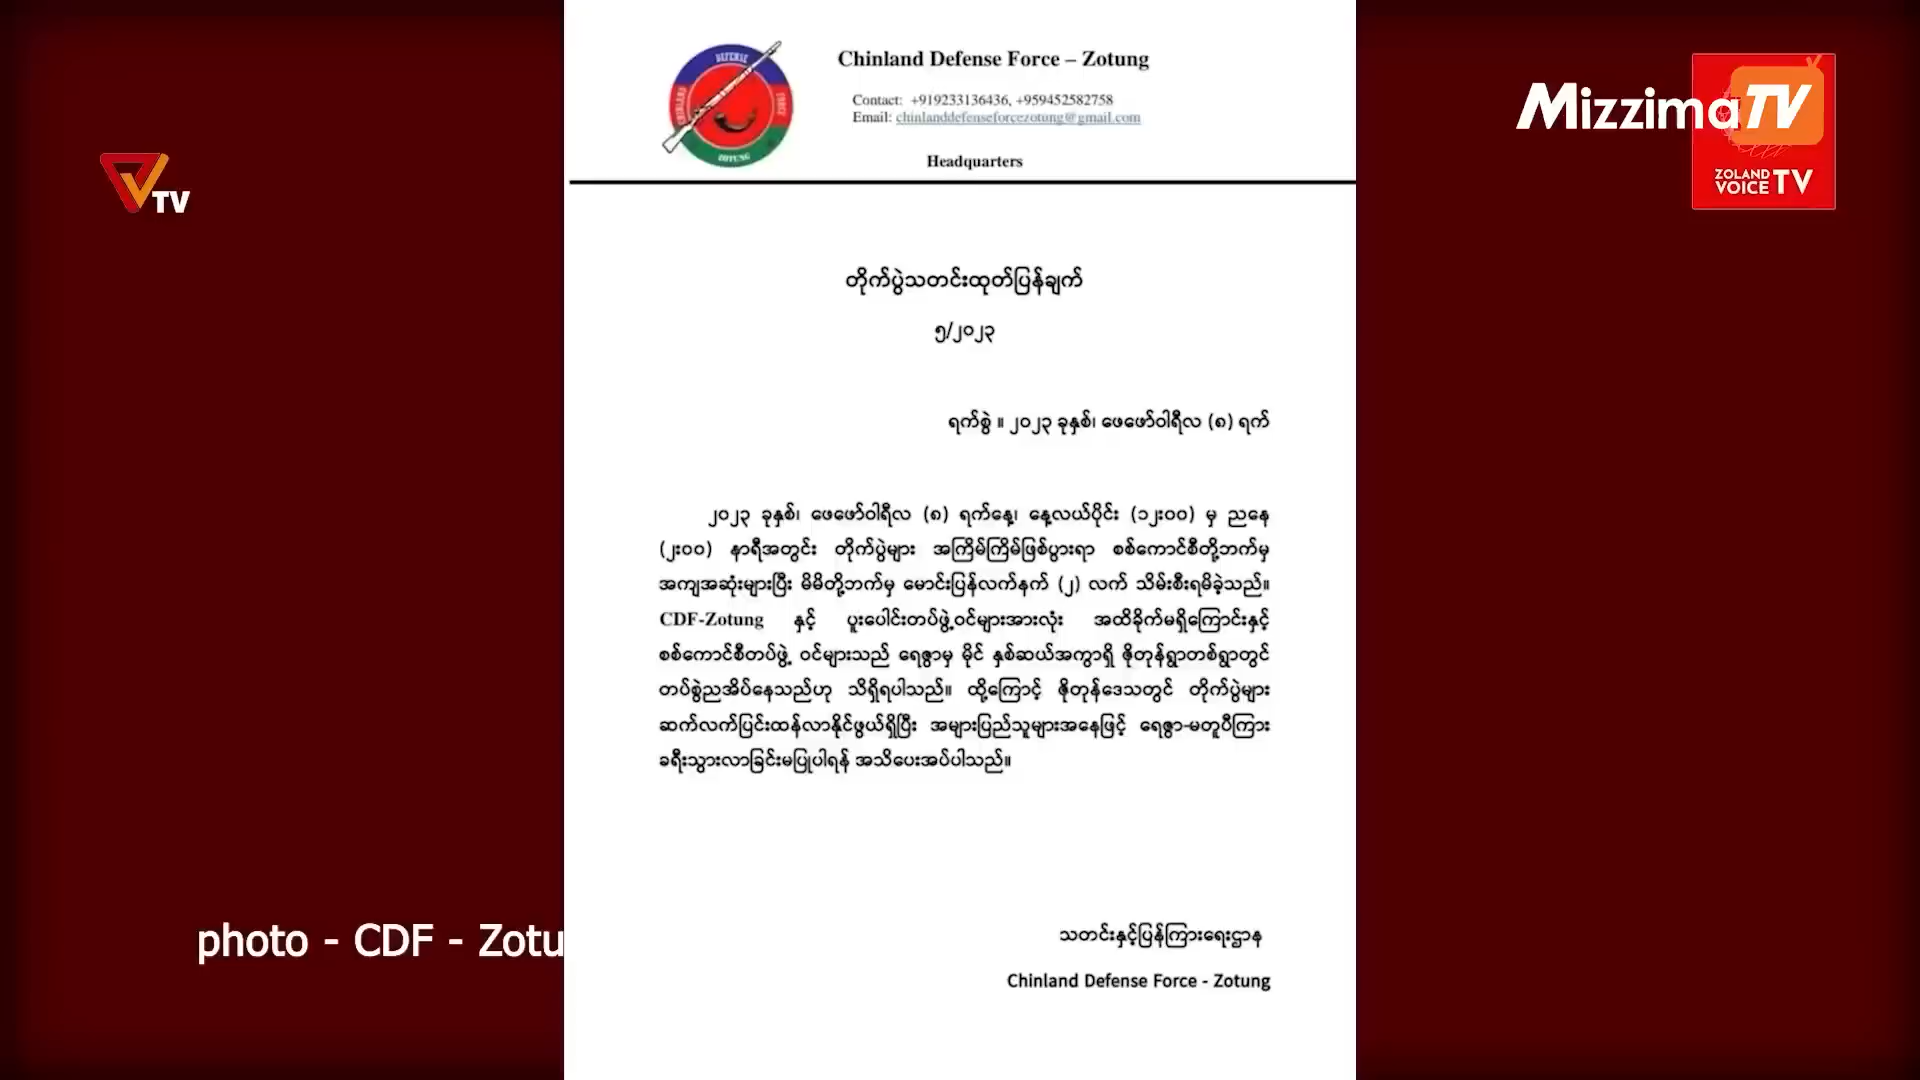 DEFENSE
CHINLAND
FORCE
ZOTUNG
Chinland Defense Force – Zotung
Contact: +919233136436, +959452582758
Email: chinlanddefenseforcezotung@gmail.com
Headquarters
TV
Mizzima TV
ZOLAND
VOICE TV
တိုက်ပွဲသတင်းထုတ်ပြန်ချက်
၅/၂၀၂၃
ရက်စွဲ ။ ၂၀၂၃ ခုနှစ်၊ ဖေဖော်ဝါရီလ (၈) ရက်
၂၀၂၃ ခုနှစ်၊ ဖေဖော်ဝါရီလ (၈) ရက်နေ့၊ နေ့လယ်ပိုင်း (၁၂း၀၀) မှ ညနေ
(၂း၀၀) နာရီအတွင်း တိုက်ပွဲများ အကြိမ်ကြိမ်ဖြစ်ပွားရာ စစ်ကောင်စီတို့ဘက်မှ
အကျအဆုံးများပြီး မိမိတို့ဘက်မှ မောင်းပြန်လက်နက် (၂) လက် သိမ်းစီးရမိခဲ့သည်။
CDF-Zotung နှင့် ပူးပေါင်းတပ်ဖွဲ့ဝင်များအားလုံး အထိခိုက်မရှိကြောင်းနှင့်
စစ်ကောင်စီတပ်ဖွဲ့ ဝင်များသည် ရေဇွာမှ မိုင် နှစ်ဆယ်အကွာရှိ ဇိုတုန်ရွာတစ်ရွာတွင်
တပ်စွဲညအိပ်နေသည်ဟု သိရှိရပါသည်။ ထို့ကြောင့် ဇိုတုန်ဒေသတွင် တိုက်ပွဲများ
ဆက်လက်ပြင်းထန်လာနိုင်ဖွယ်ရှိပြီး အများပြည်သူများအနေဖြင့် ရေဇွာ-မတူပီကြား
ခရီးသွားလာခြင်းမပြုပါရန် အသိပေးအပ်ပါသည်။
သတင်းနှင့်ပြန်ကြားရေးဌာန
Chinland Defense Force - Zotung
photo - CDF - Zotu